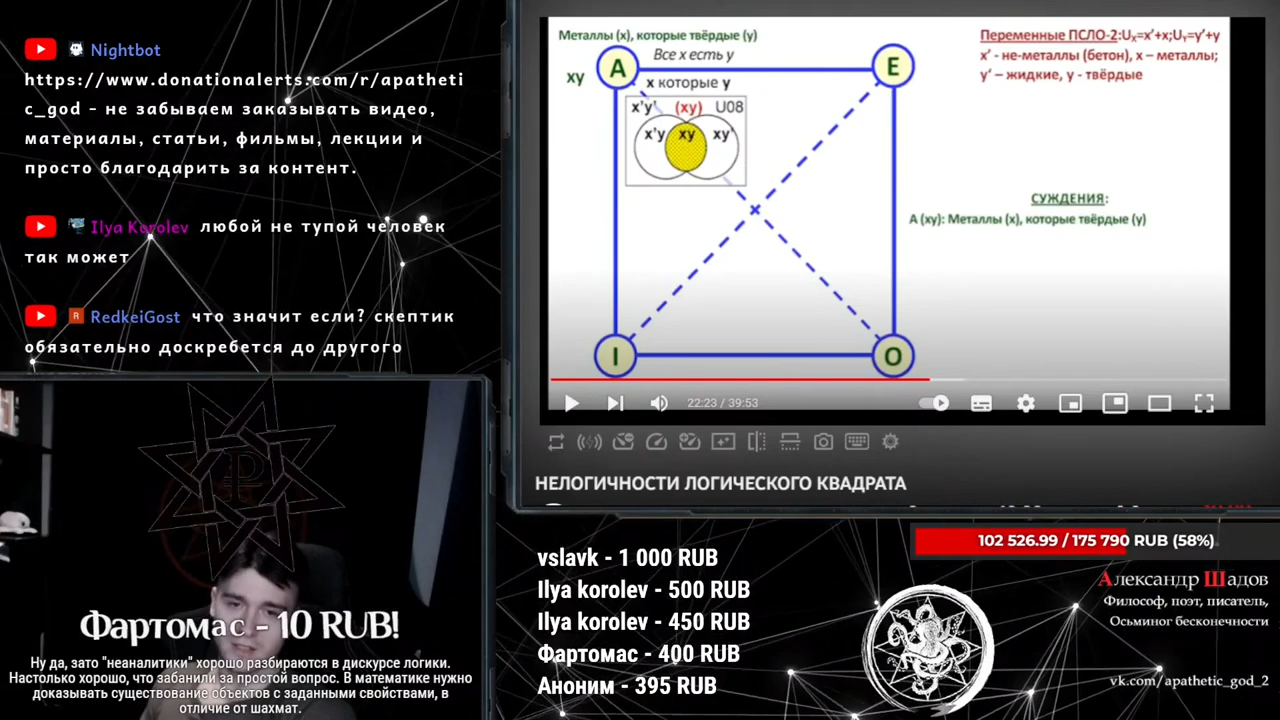 Nightbot
https://www.donationalerts.com/r/apatheti
c_god - не забываем заказывать видео,
материалы, статьи, фильмы, лекции и
просто благодарить за контент.
Ilya Korolev любой не тупой человек
так может
RedkeiGost что значит если? скептик
обязательно доскребется до другого
Фартомас - 10 RUB!
Ну да, зато "неаналитики" хорошо разбираются в дискурсе логики.
Настолько хорошо, что забанили за простой вопрос. В математике нужно
доказывать существование объектов с заданными свойствами, в
отличие от шахмат.
Металлы (х), которые твёрдые (у)
Все х есть у
ху
A
E
х которые у
x'y' (xy) U08
x'y xy xy'
I
O
Переменные ПСЛО-2:Uₓ=x'+x;Uᵧ=y'+y
x' - не-металлы (бетон), х – металлы;
y' – жидкие, у - твёрдые
СУЖДЕНИЯ:
А (ху): Металлы (х), которые твёрдые (у)
22:23 / 39:53
НЕЛОГИЧНОСТИ ЛОГИЧЕСКОГО КВАДРАТА
vslavk - 1 000 RUB
Ilya korolev - 500 RUB
Ilya korolev - 450 RUB
Фартомас - 400 RUB
Аноним - 395 RUB
102 526.99 / 175 790 RUB (58%)
Александр Шадов
Философ, поэт, писатель,
Осьминог бесконечности
vk.com/apathetic_god_2